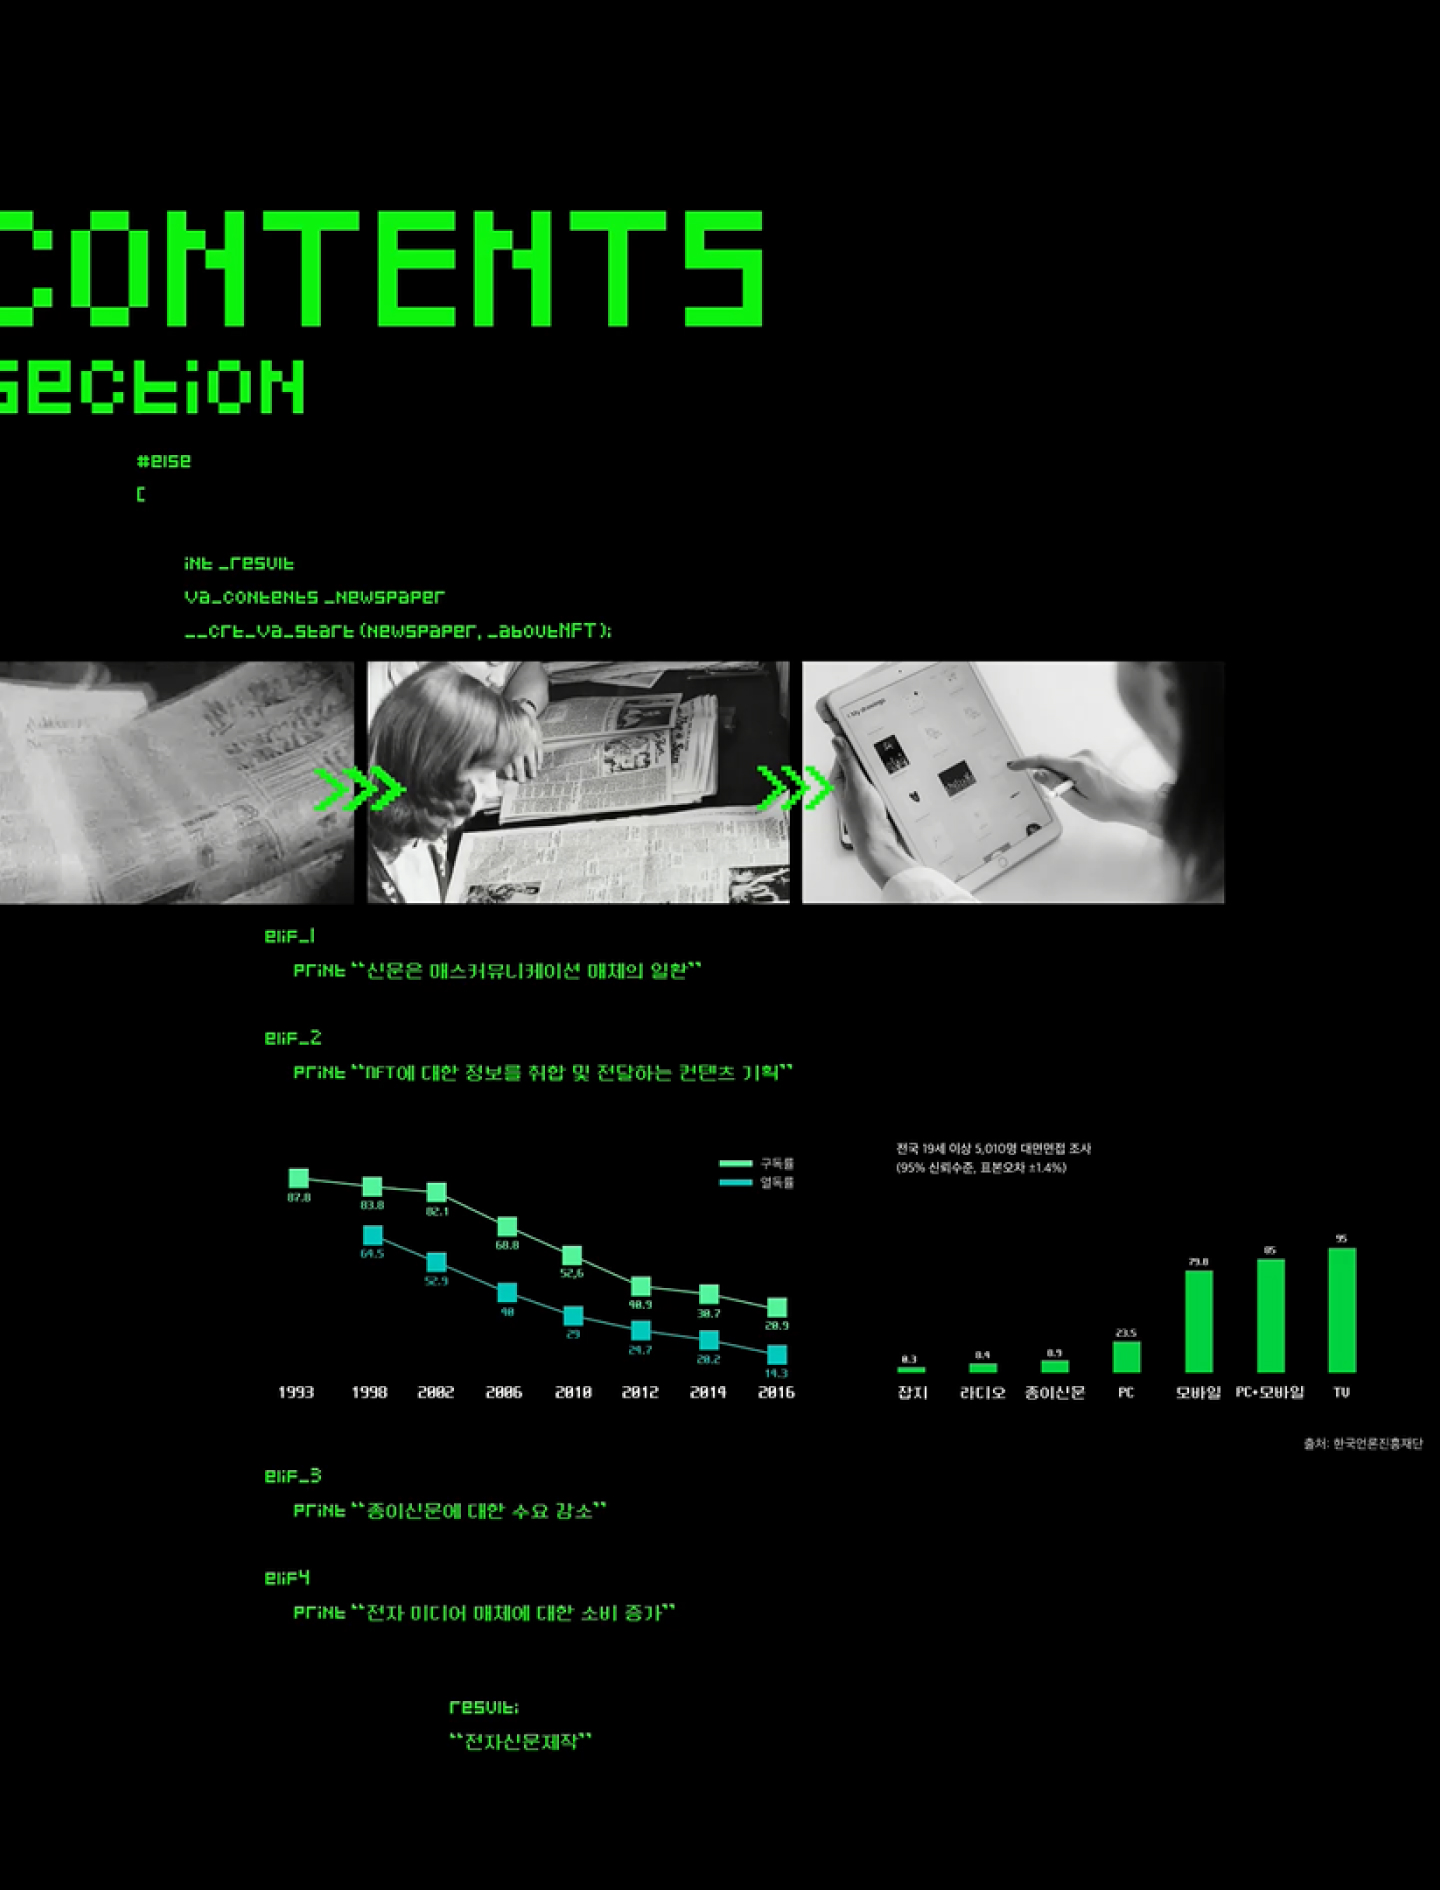 CONTENTS
section
#else
[
int _result
va_contents _newspaper
__crt_va_start (newspaper, _aboutNFT);
My drawings
elif_1
print “신문은 매스커뮤니케이션 매체의 일환”
elif_2
print “NFT에 대한 정보를 취합 및 전달하는 컨텐츠 기획”
구독률
열독률
87.8
83.8
82.1
68.8
52.6
40.9
30.7
20.9
64.5
52.9
40
29
24.7
20.2
14.3
1993 1998 2002 2006 2010 2012 2014 2016
전국 19세 이상 5,010명 대면면접 조사
(95% 신뢰수준, 표본오차 ±1.4%)
8.4 8.9 23.5 79.8 85 95
잡지 라디오 종이신문 PC 모바일 PC+모바일 TV
출처: 한국언론진흥재단
elif_3
print “종이신문에 대한 수요 감소”
elif4
print “전자 미디어 매체에 대한 소비 증가”
result;
“전자신문제작”